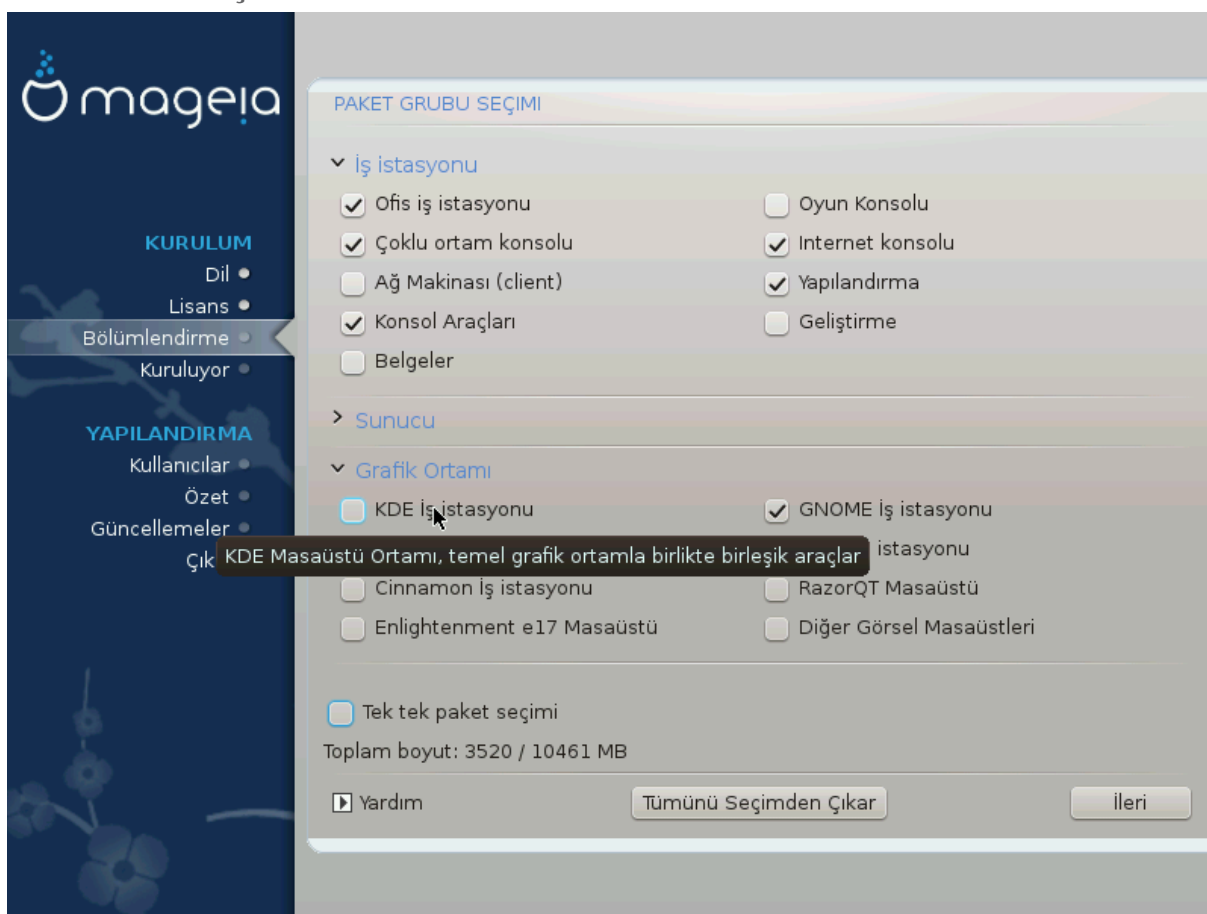 mageia
PAKET GRUBU SEÇIMI
İş istasyonu
Ofis iş istasyonu
Oyun Konsolu
Çoklu ortam konsolu
Internet konsolu
Ağ Makinası (client)
Yapılandırma
Konsol Araçları
Geliştirme
Belgeler
Sunucu
Grafik Ortamı
KDE İş istasyonu
GNOME İş istasyonu
istasyonu
KDE Masaüstü Ortamı, temel grafik ortamla birlikte birleşik araçlar
Cinnamon İş istasyonu
RazorQT Masaüstü
Enlightenment e17 Masaüstü
Diğer Görsel Masaüstleri
Tek tek paket seçimi
Toplam boyut: 3520 / 10461 MB
Yardım
Tümünü Seçimden Çıkar
İleri
KURULUM
Dil
Lisans
Bölümlendirme
Kuruluyor
YAPILANDIRMA
Kullanıcılar
Özet
Güncellemeler